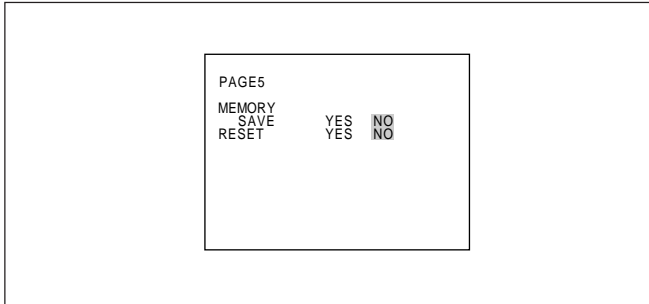 PAGE5
MEMORY
SAVE YES NO
RESET YES NO